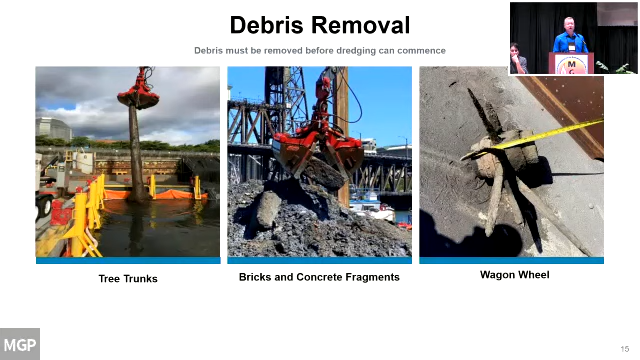 Debris Removal
Debris must be removed before dredging can commence
Tree Trunks
Bricks and Concrete Fragments
Wagon Wheel
MGP
15